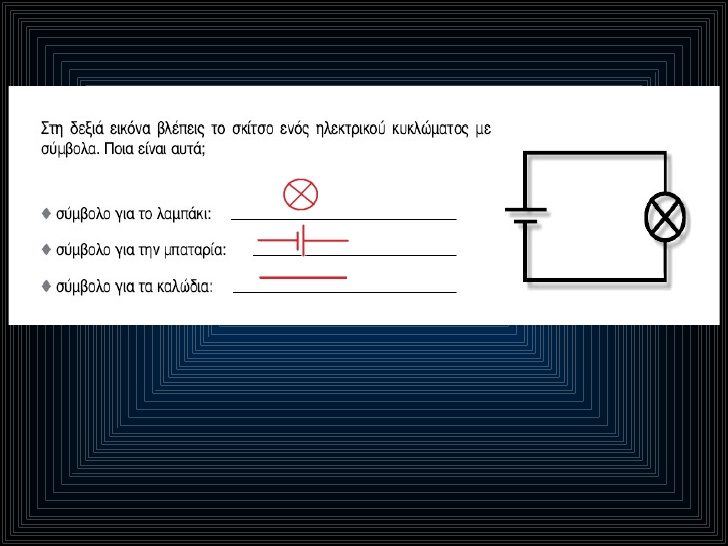 Στη δεξιά εικόνα βλέπεις το σκίτσο ενός ηλεκτρικού κυκλώματος με
σύμβολα. Ποια είναι αυτά;
σύμβολο για το λαμπάκι:
σύμβολο για την μπαταρία:
σύμβολο για τα καλώδια: